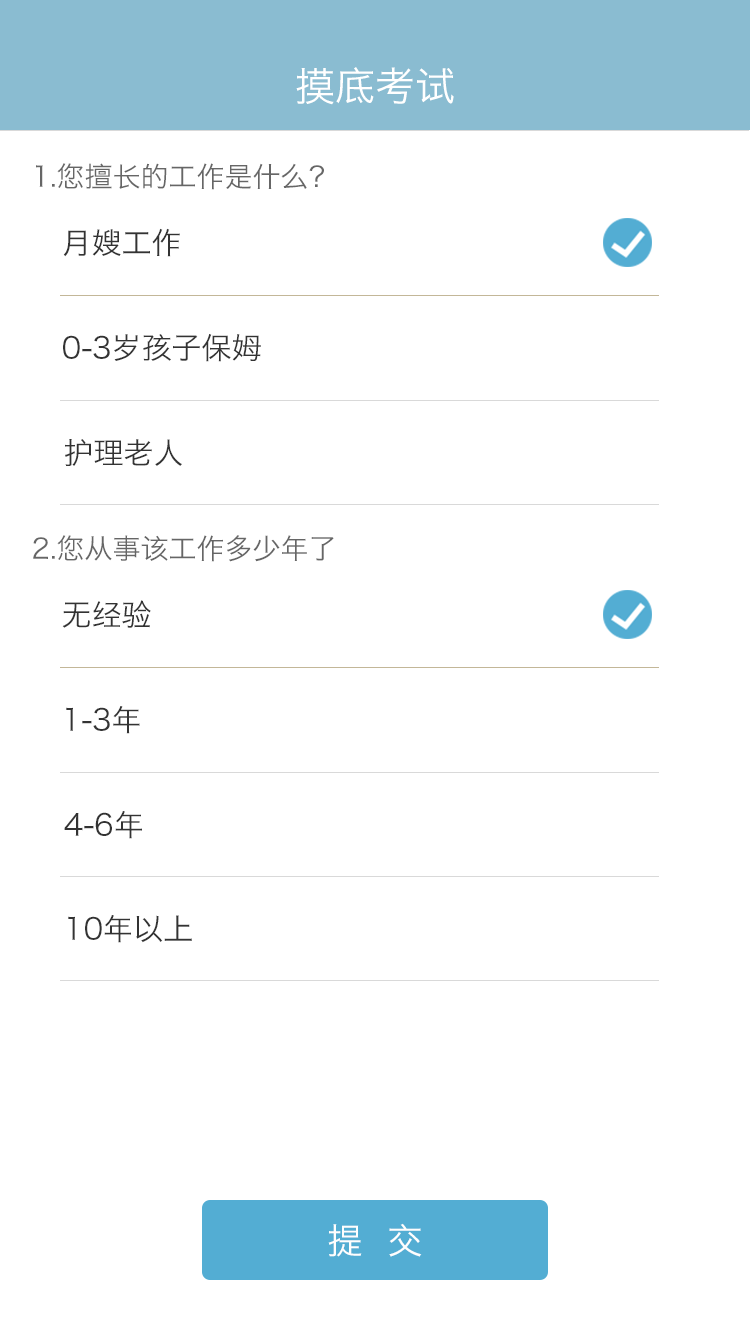 摸底考试
1.您擅长的工作是什么?
月嫂工作
0-3岁孩子保姆
护理老人
2.您从事该工作多少年了
无经验
1-3年
4-6年
10年以上
提 交